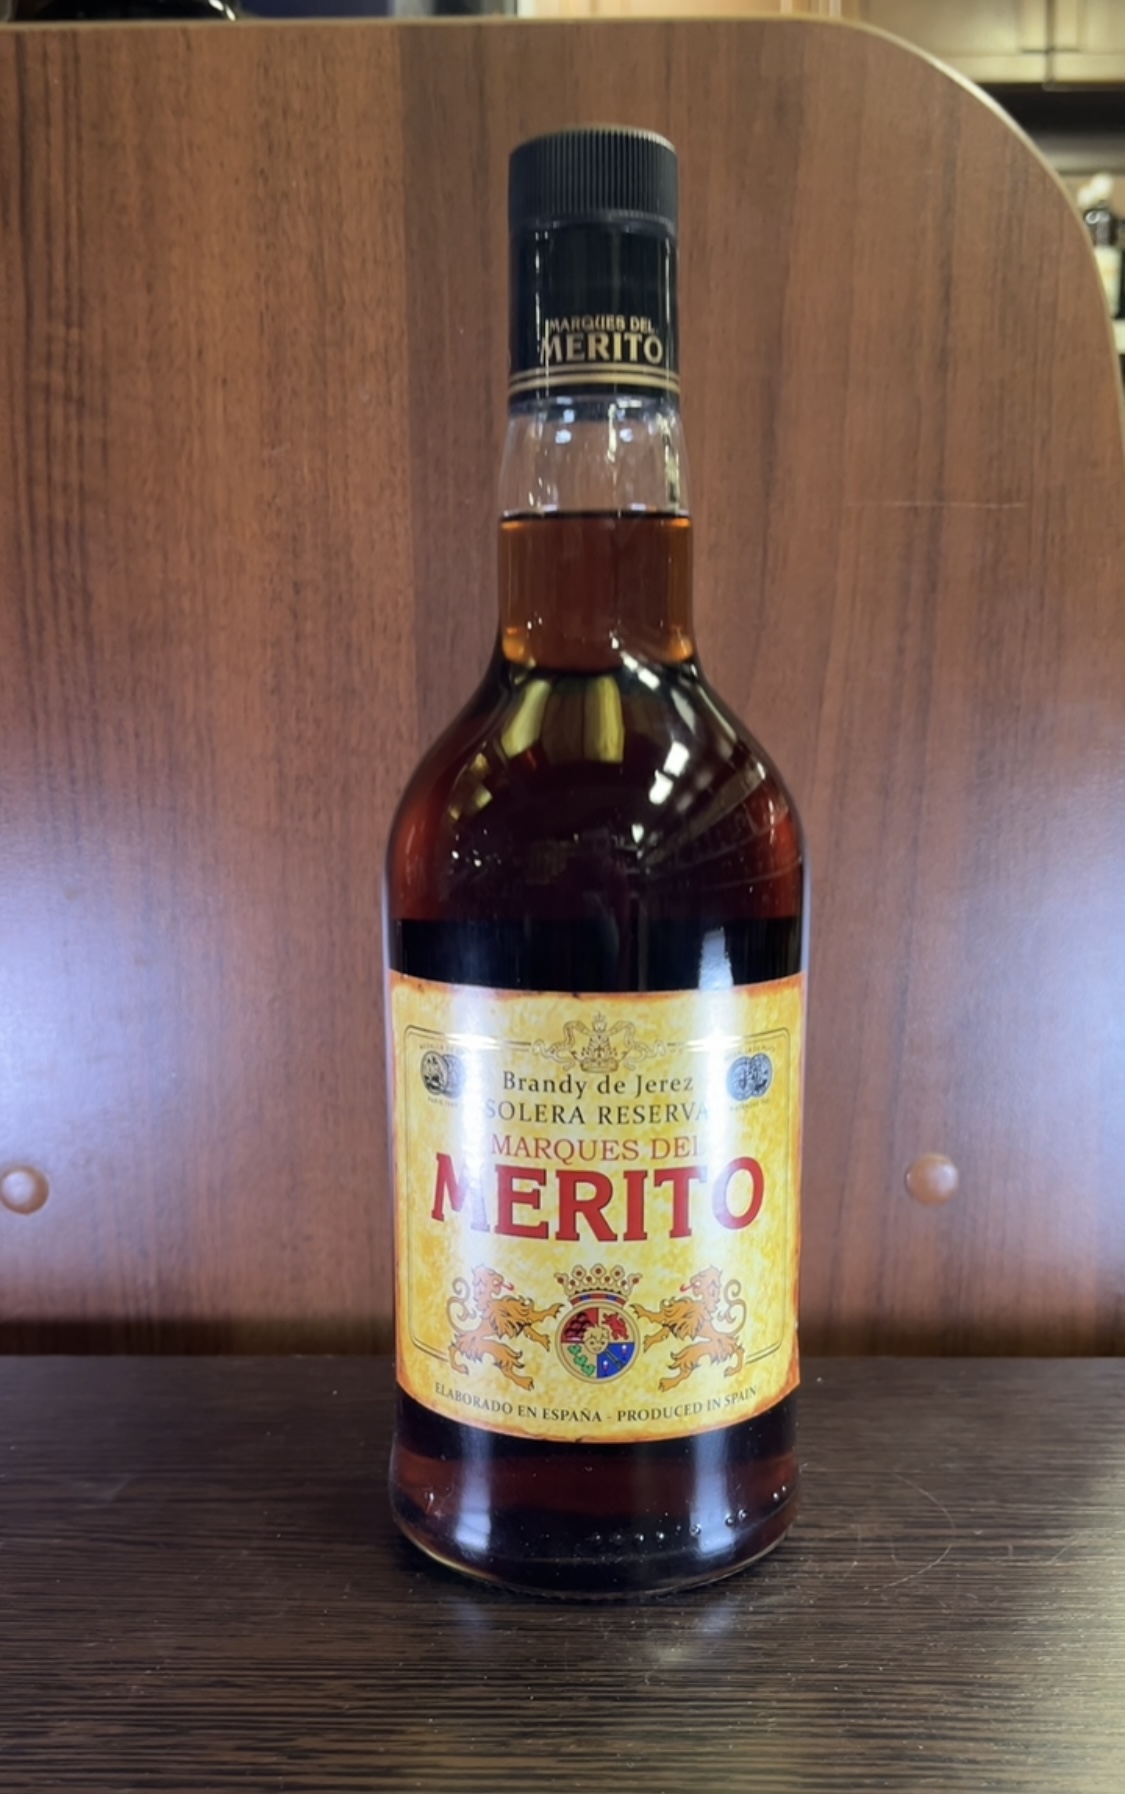 MARQUES DEL
MERITO
Brandy de Jerez
SOLERA RESERVA
MARQUES DEL
MERITO
ELABORADO EN ESPAÑA - PRODUCED IN SPAIN